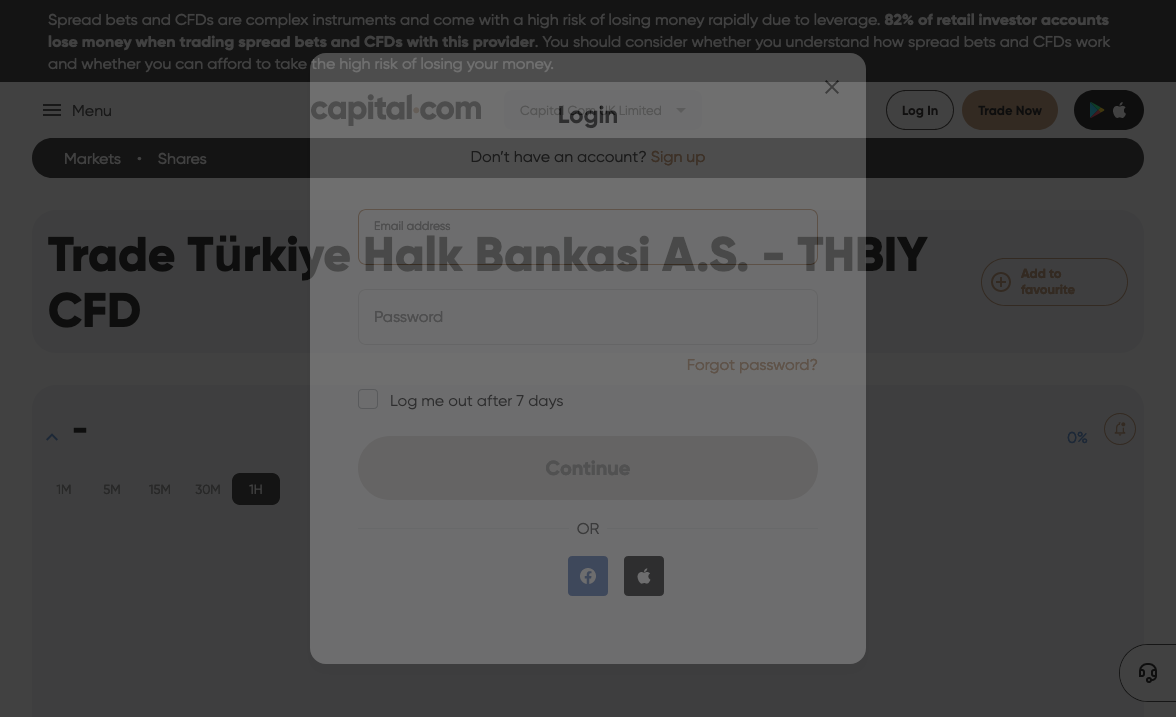 Spread bets and CFDs are complex instruments and come with a high risk of losing money rapidly due to leverage. 82% of retail investor accounts
lose money when trading spread bets and CFDs with this provider. You should consider whether you understand how spread bets and CFDs work
and whether you can afford to take the high risk of losing your money.
Menu
capital.com
Capital Com UK Limited
Log In
Trade Now
Login
Markets • Shares
Don't have an account? Sign up
Email address
Trade Türkiye Halk Bankasi A.S. - THBIY
CFD
Add to
favourite
Password
Forgot password?
Log me out after 7 days
-
0%
1M
5M
15M
30M
1H
Continue
OR